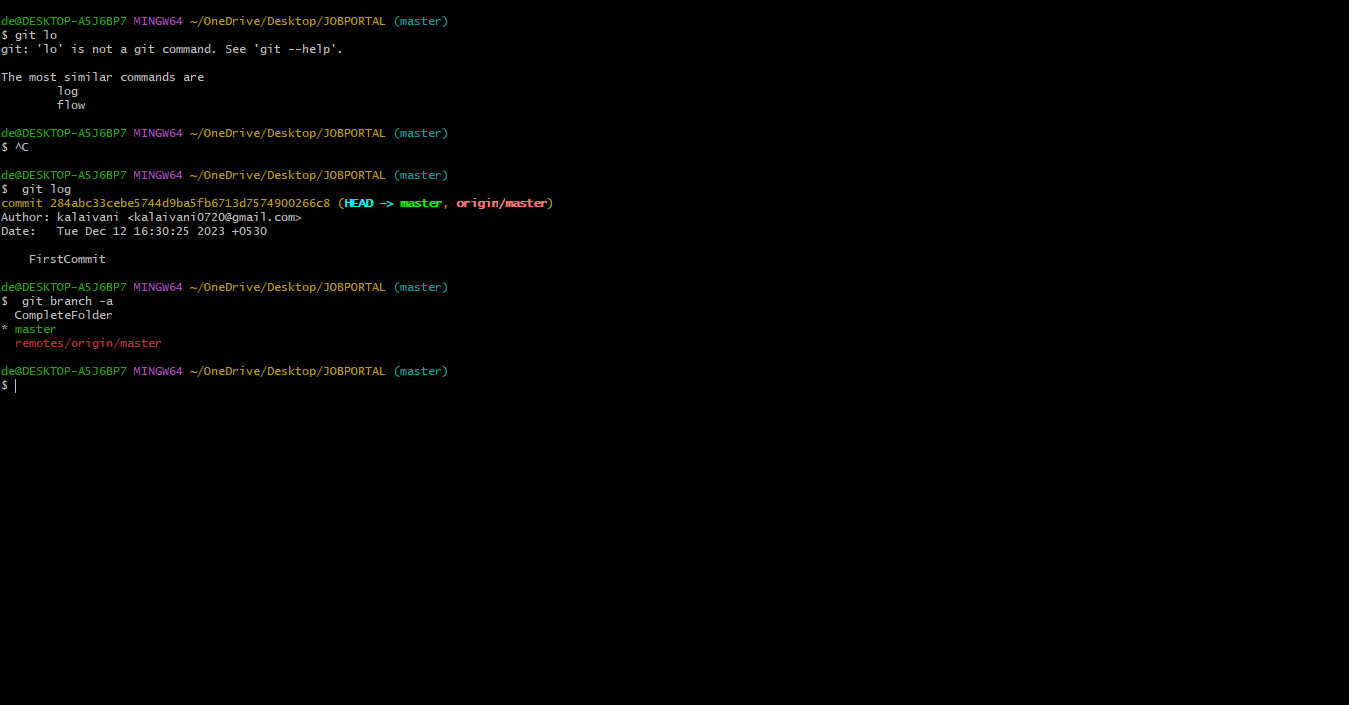 de@DESKTOP-A5J6BP7 MINGW64 ~/OneDrive/Desktop/JOBPORTAL (master)
$ git lo
git: 'lo' is not a git command. See 'git --help'.
The most similar commands are
log
flow
de@DESKTOP-A5J6BP7 MINGW64 ~/OneDrive/Desktop/JOBPORTAL (master)
$ ^C
de@DESKTOP-A5J6BP7 MINGW64 ~/OneDrive/Desktop/JOBPORTAL (master)
$  git log
commit 284abc33cebe5744d9ba5fb6713d7574900266c8 (HEAD -> master, origin/master)
Author: kalaivani <kalaivani0720@gmail.com>
Date:   Tue Dec 12 16:30:25 2023 +0530
FirstCommit
de@DESKTOP-A5J6BP7 MINGW64 ~/OneDrive/Desktop/JOBPORTAL (master)
$  git branch -a
CompleteFolder
* master
remotes/origin/master
de@DESKTOP-A5J6BP7 MINGW64 ~/OneDrive/Desktop/JOBPORTAL (master)
$